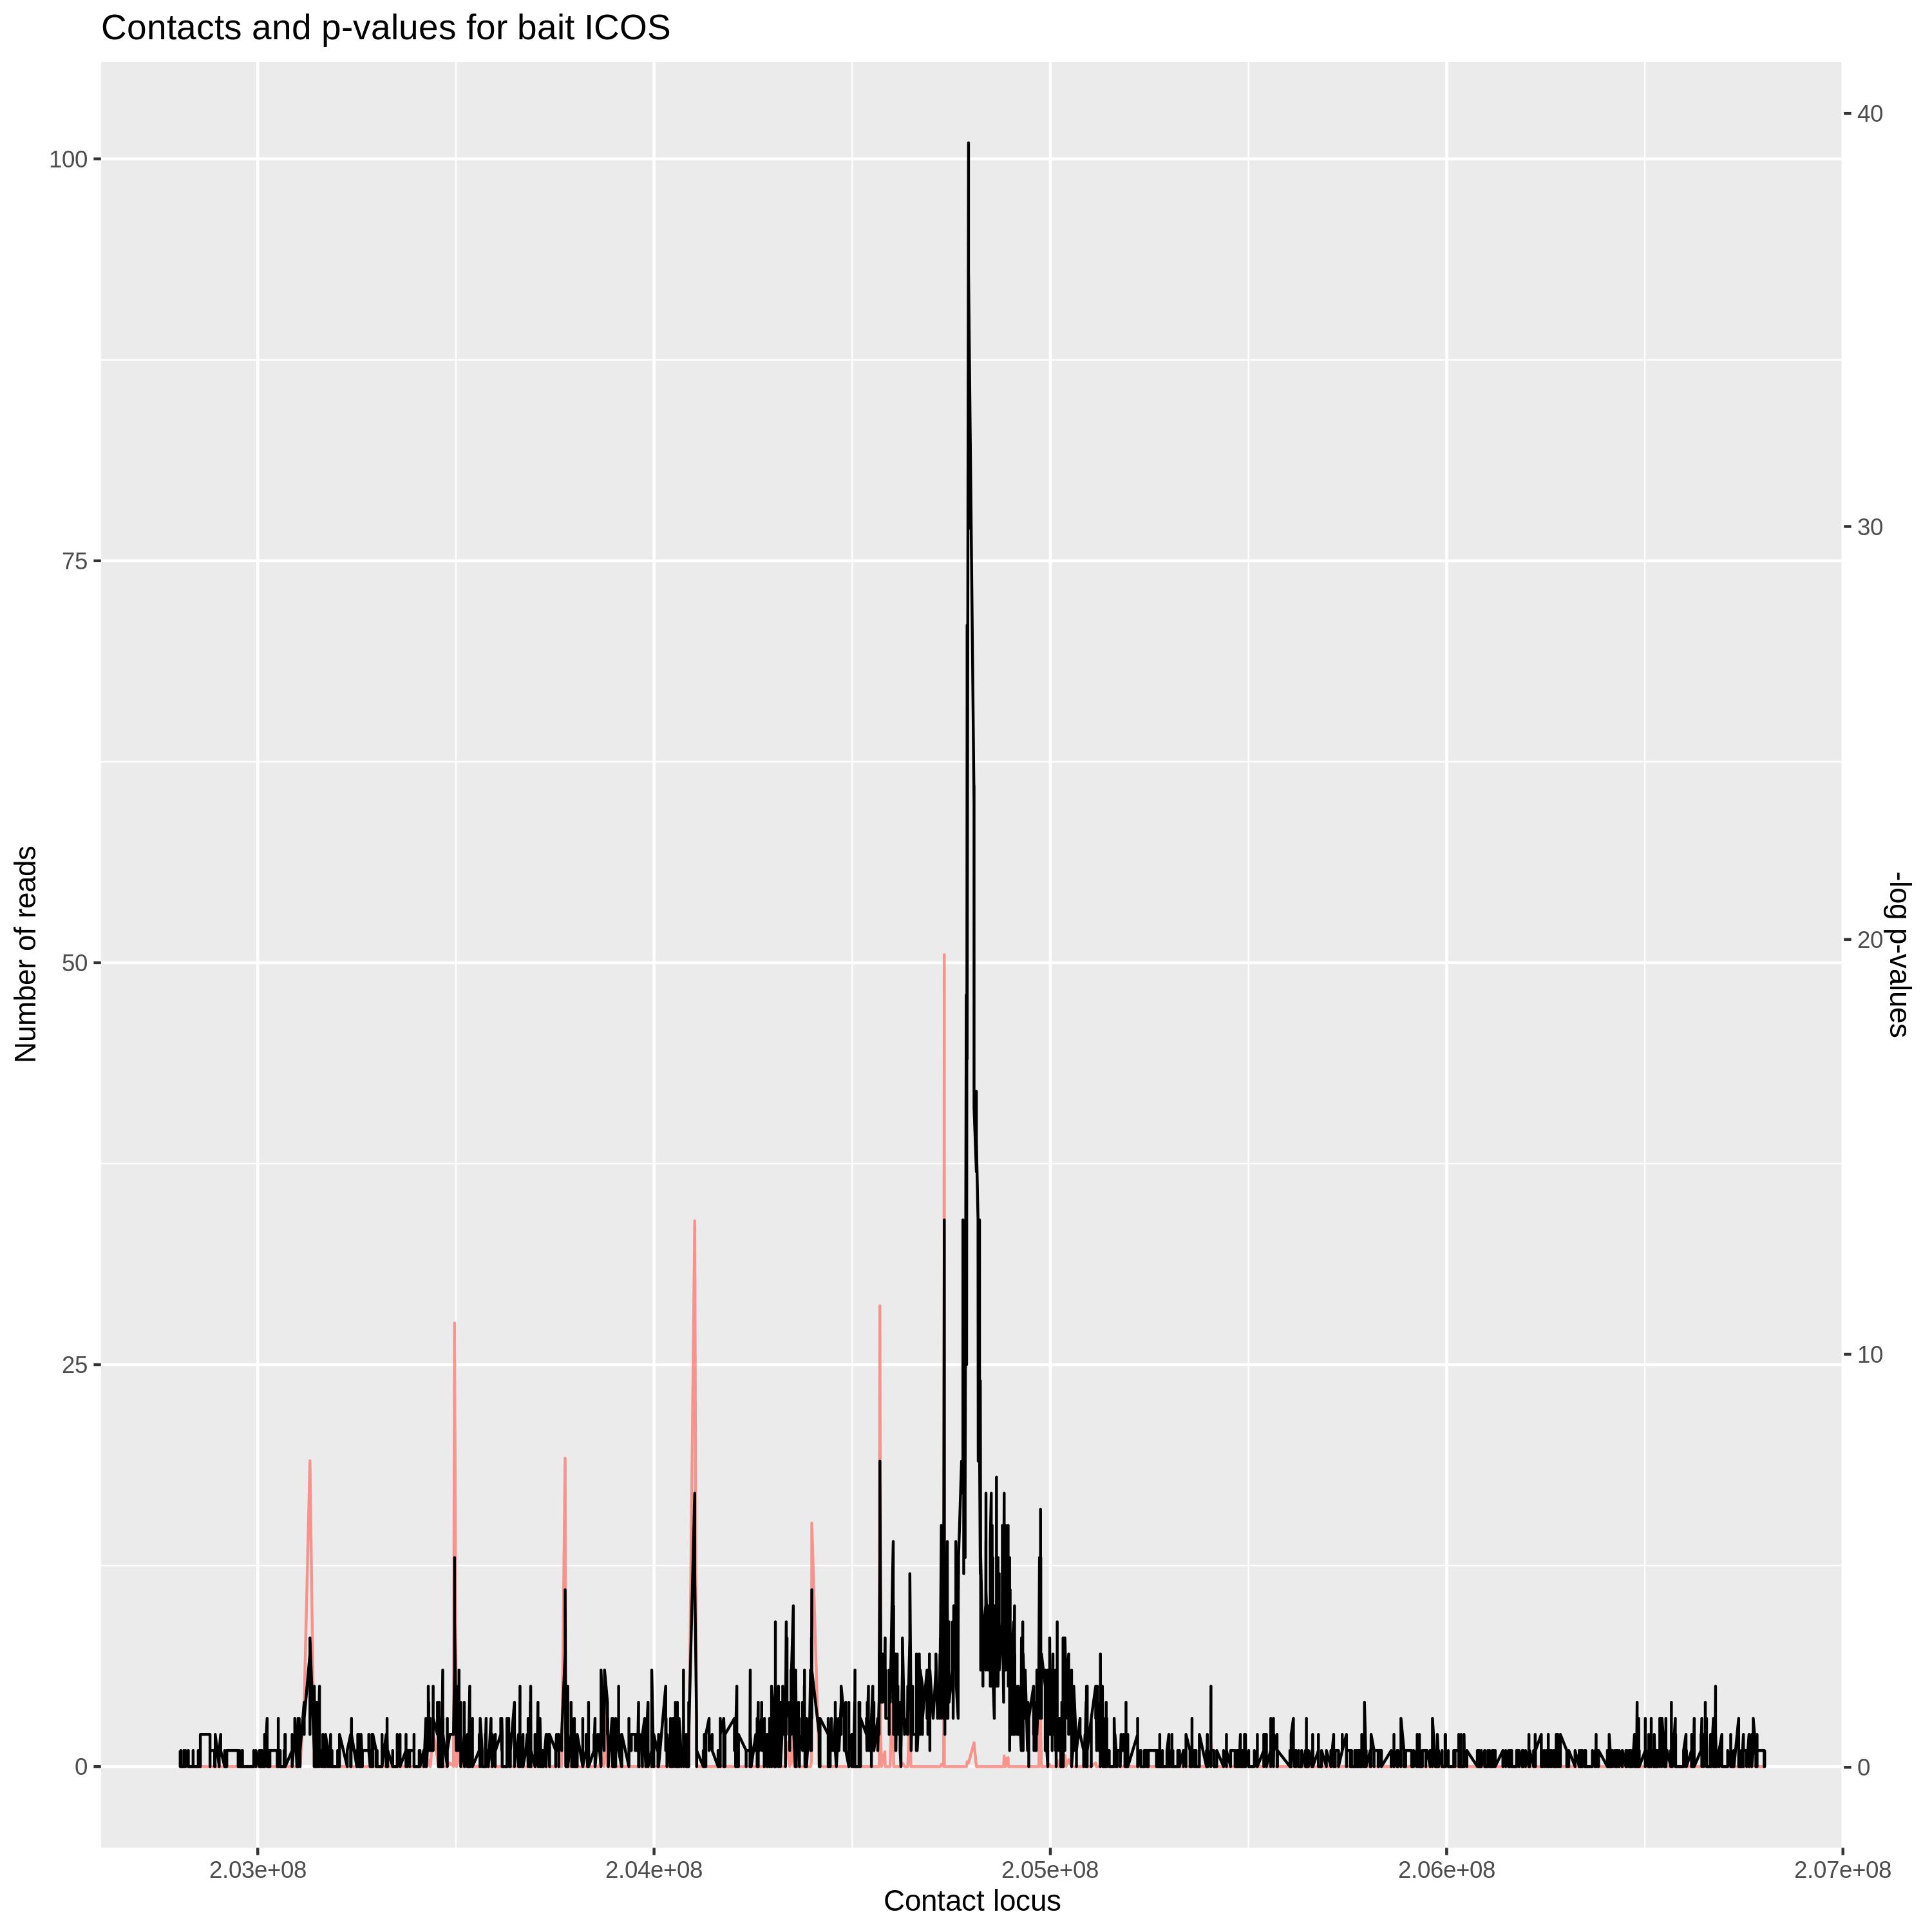 Contacts and p-values for bait ICOS
100
75
50
25
0
Number of reads
40
30
20
10
0
-log p-values
2.03e+08
2.04e+08
2.05e+08
2.06e+08
2.07e+08
Contact locus